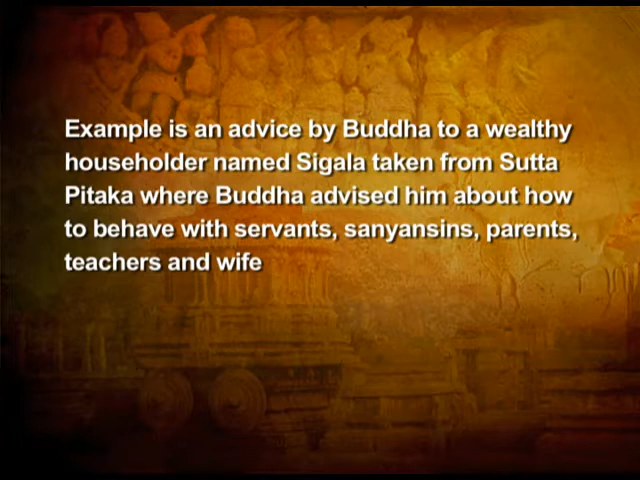 Example is an advice by Buddha to a wealthy
householder named Sigala taken from Sutta
Pitaka where Buddha advised him about how
to behave with servants, sanyansins, parents,
teachers and wife